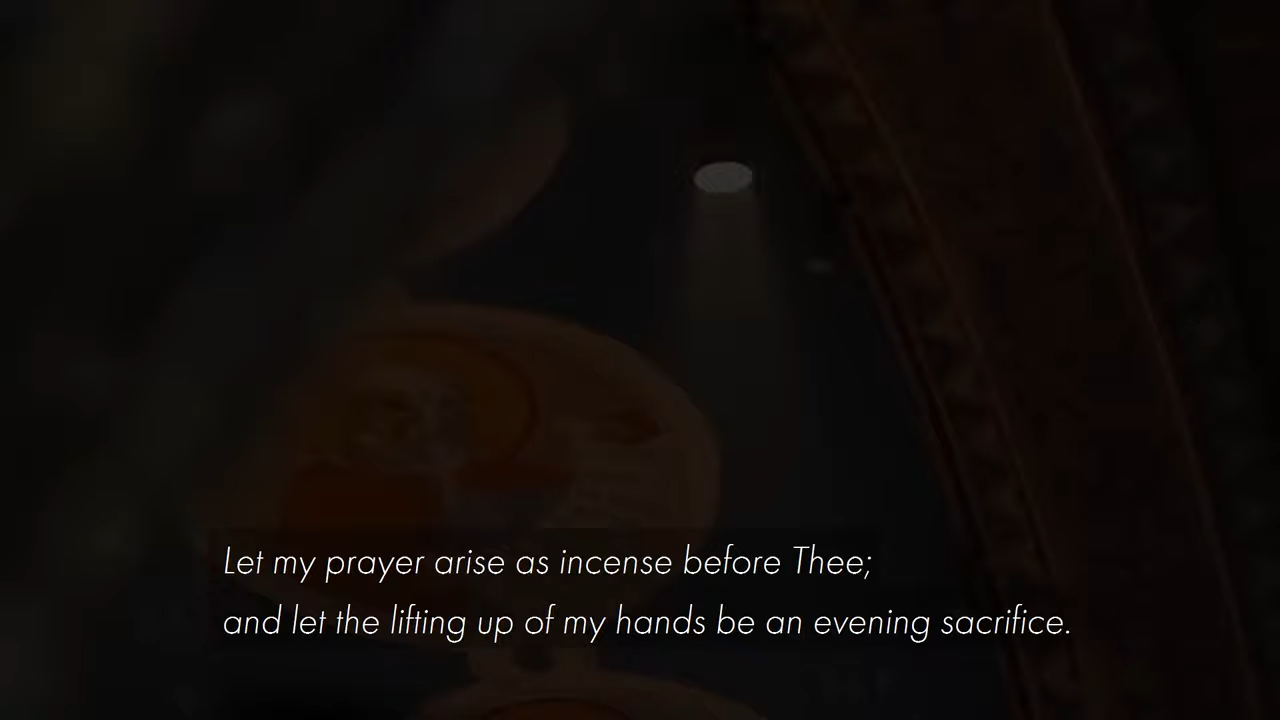 Let my prayer arise as incense before Thee;
and let the lifting up of my hands be an evening sacrifice.